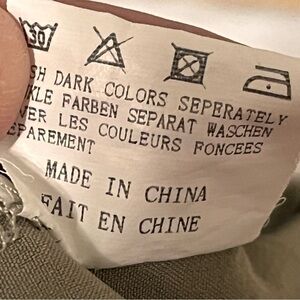 30
SH DARK COLORS SEPERATELY
KLE FARBEN SEPARAT WASCHEN
VER LES COULEURS FONCEES
EPAREMENT
MADE IN CHINA
FAIT EN CHINE